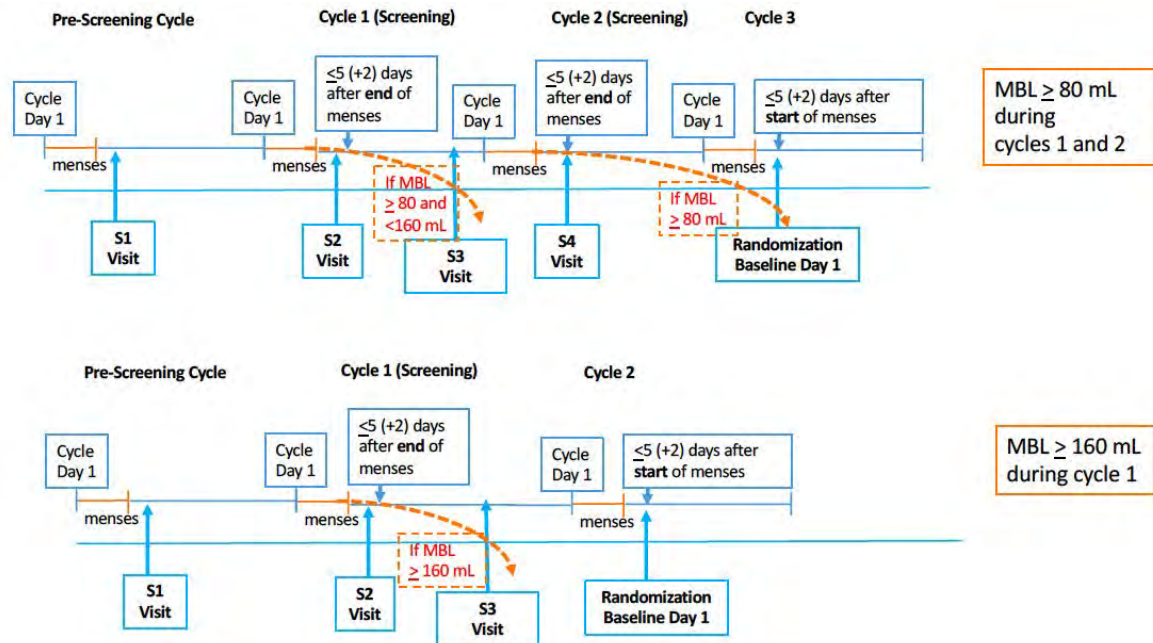 Pre-Screening Cycle
Cycle 1 (Screening)
Cycle 2 (Screening)
Cycle 3
Cycle
Day 1
Cycle
Day 1
≤5 (+2) days
after end of
menses
Cycle
Day 1
≤5 (+2) days
after end of
menses
Cycle
Day 1
≤5 (+2) days after
start of menses
MBL ≥ 80 mL
during
cycles 1 and 2
menses
menses
menses
menses
If MBL
≥ 80 and
<160 mL
If MBL
≥ 80 mL
S1
Visit
S2
Visit
S3
Visit
S4
Visit
Randomization
Baseline Day 1
Pre-Screening Cycle
Cycle 1 (Screening)
Cycle 2
Cycle
Day 1
Cycle
Day 1
≤5 (+2) days
after end of
menses
Cycle
Day 1
≤5 (+2) days after
start of menses
MBL ≥ 160 mL
during cycle 1
menses
menses
menses
If MBL
≥ 160 mL
S1
Visit
S2
Visit
S3
Visit
Randomization
Baseline Day 1